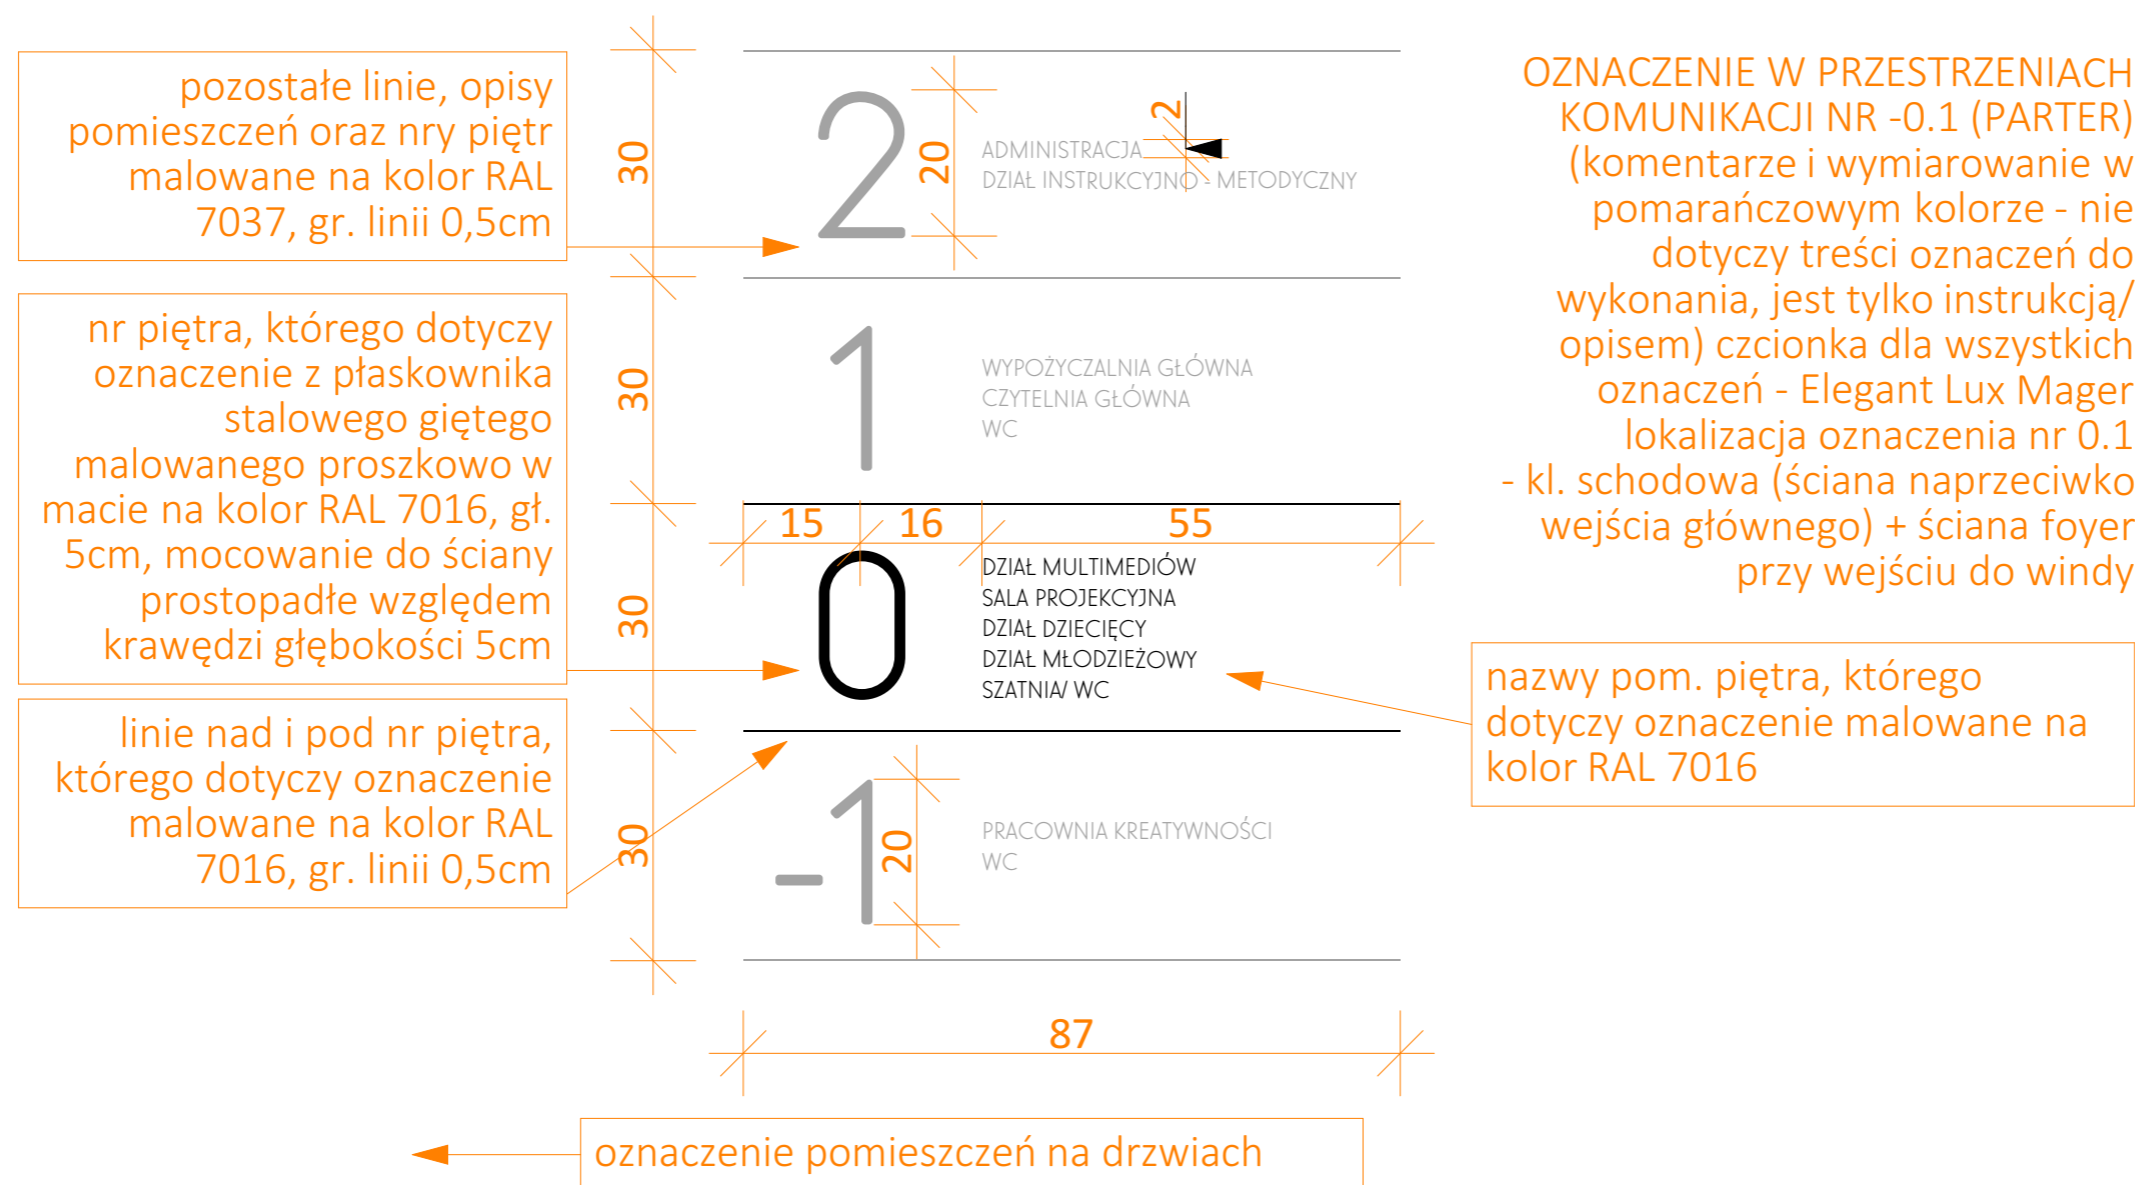 pozostałe linie, opisy
pomieszczeń oraz nry piętr
malowane na kolor RAL
7037, gr. linii 0,5cm
nr piętra, którego dotyczy
oznaczenie z płaskownika
stalowego giętego
malowanego proszkowo w
macie na kolor RAL 7016, gł.
5cm, mocowanie do ściany
prostopadłe względem
krawędzi głębokości 5cm
linie nad i pod nr piętra,
którego dotyczy oznaczenie
malowane na kolor RAL
7016, gr. linii 0,5cm
30
30
30
30
2
20
ADMINISTRACJA
DZIAŁ INSTRUKCYJNO - METODYCZNY
2
1
WYPOŻYCZALNIA GŁÓWNA
CZYTELNIA GŁÓWNA
WC
15
16
55
0
DZIAŁ MULTIMEDIÓW
SALA PROJEKCYJNA
DZIAŁ DZIECIĘCY
DZIAŁ MŁODZIEŻOWY
SZATNIA/ WC
-1
20
PRACOWNIA KREATYWNOŚCI
WC
87
OZNACZENIE W PRZESTRZENIACH
KOMUNIKACJI NR -0.1 (PARTER)
(komentarze i wymiarowanie w
pomarańczowym kolorze - nie
dotyczy treści oznaczeń do
wykonania, jest tylko instrukcją/
opisem) czcionka dla wszystkich
oznaczeń - Elegant Lux Mager
lokalizacja oznaczenia nr 0.1
- kl. schodowa (ściana naprzeciwko
wejścia głównego) + ściana foyer
przy wejściu do windy
nazwy pom. piętra, którego
dotyczy oznaczenie malowane na
kolor RAL 7016
oznaczenie pomieszczeń na drzwiach